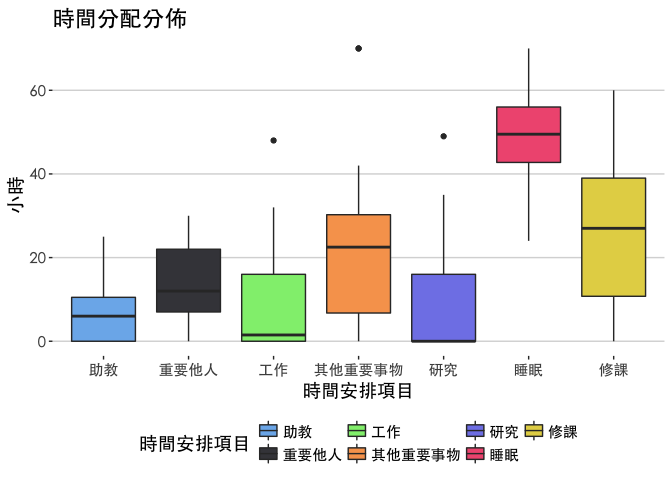 時間分配分佈
60
40
20
0
小時
助教 重要他人 工作 其他重要事物 研究 睡眠 修課
時間安排項目
時間安排項目
助教 工作 研究 修課
重要他人 其他重要事物 睡眠